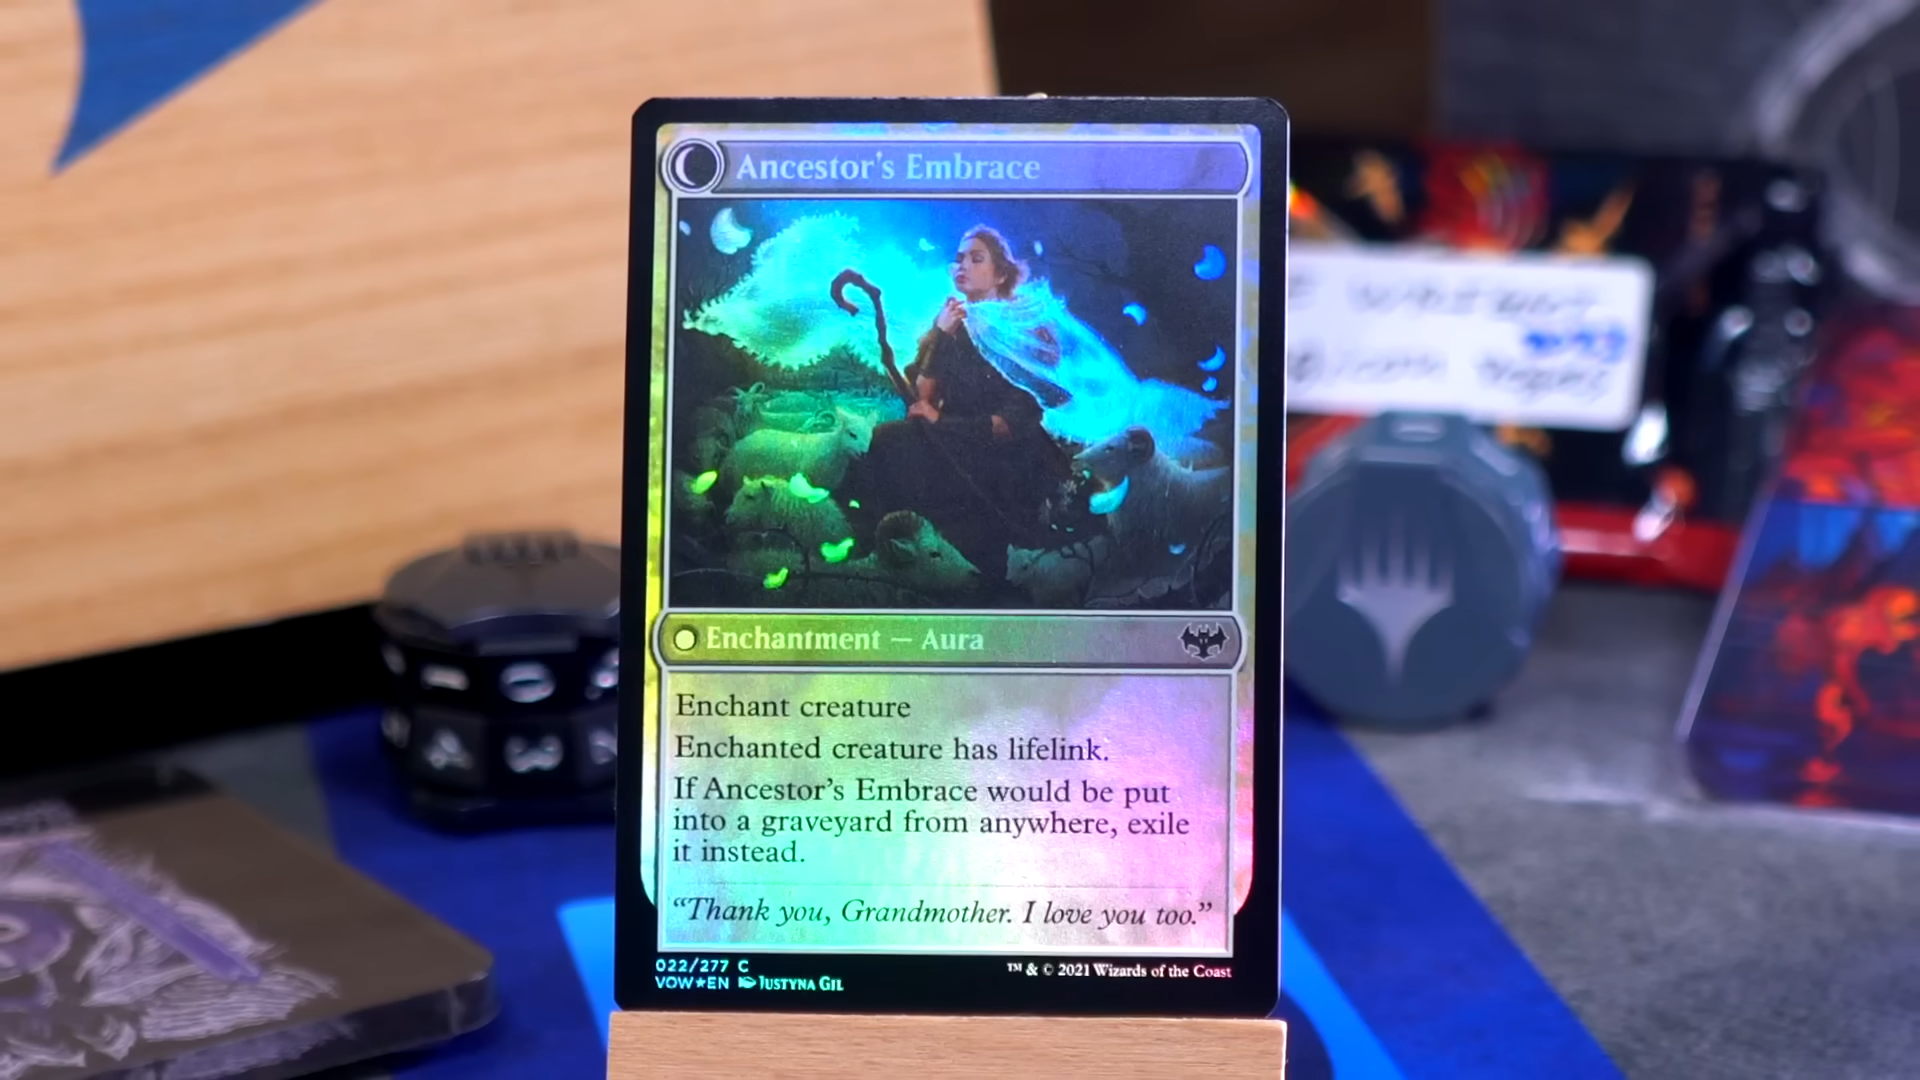 Ancestor's Embrace
Enchantment — Aura
Enchant creature
Enchanted creature has lifelink.
If Ancestor's Embrace would be put
into a graveyard from anywhere, exile
it instead.
"Thank you, Grandmother. I love you too."
022/277 C
VOW★EN Justyna Gil
™ & © 2021 Wizards of the Coast